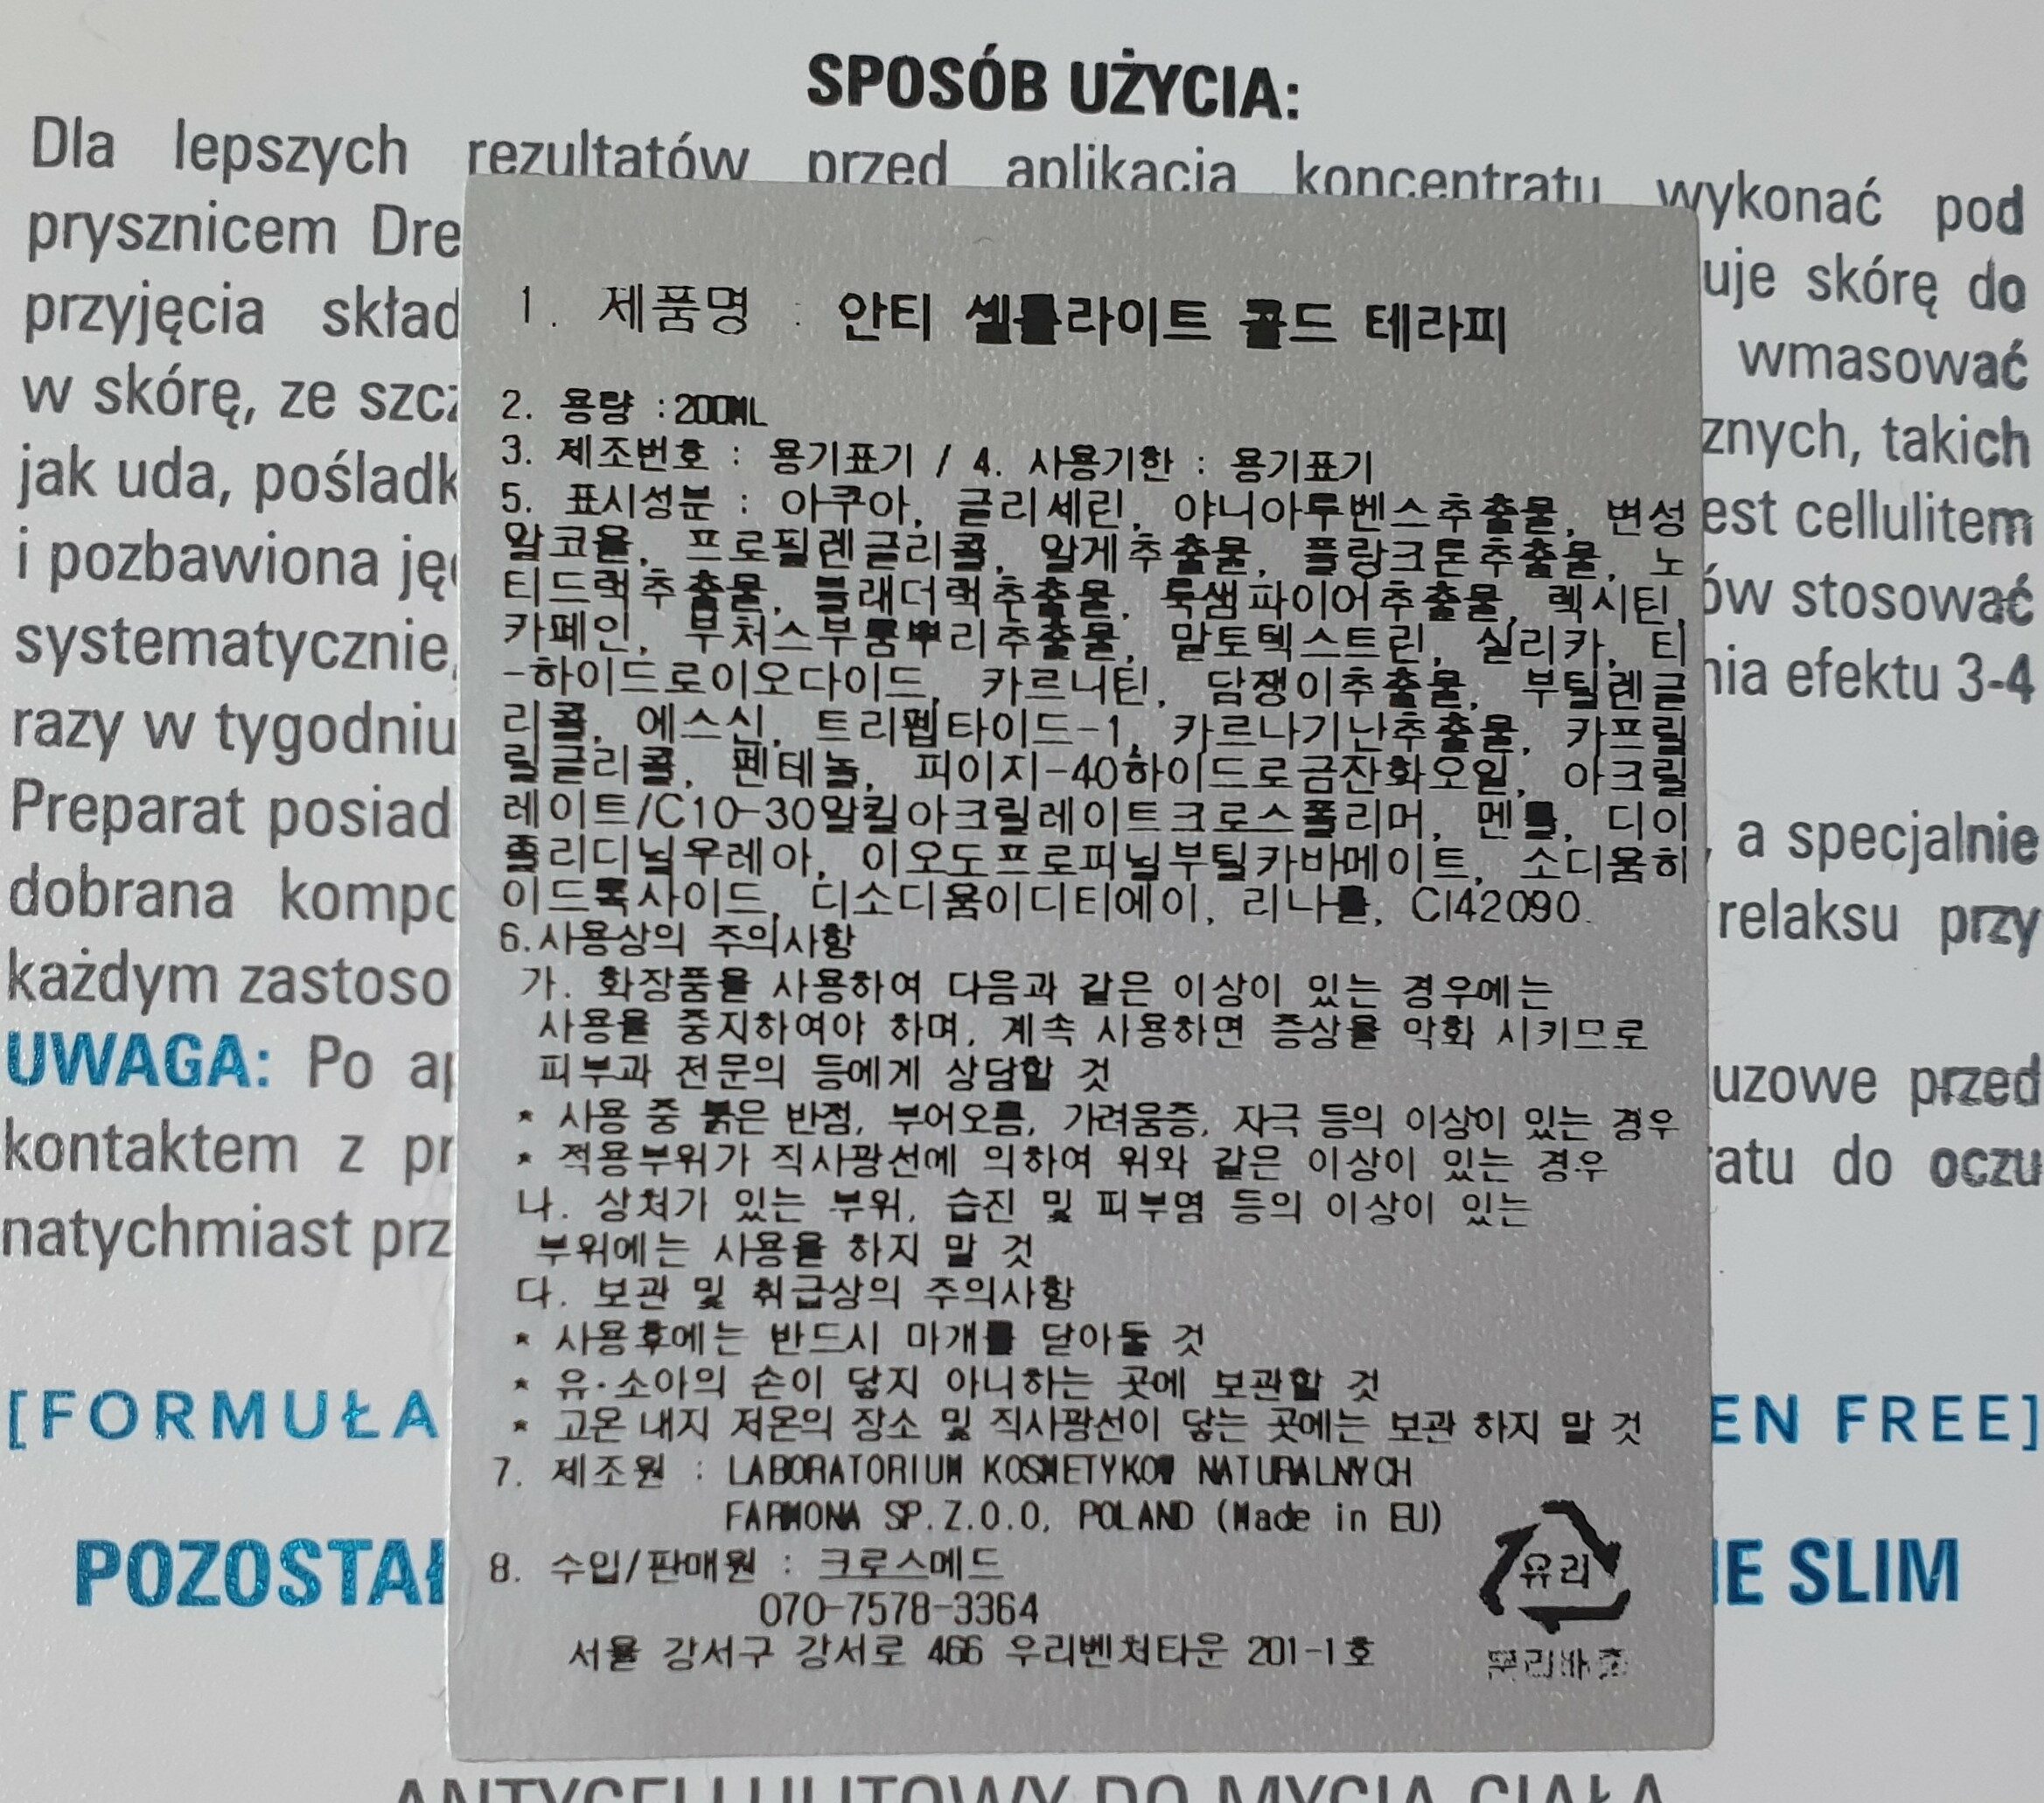 SPOSÓB UŻYCIA:
Dla lepszych rezultatów przed aplikacją koncentratu wykonać pod
prysznicem Dre
uje skórę do
przyjęcia skład
wmasować
w skórę, ze szcz
znych, takich
jak uda, pośladk
est cellulitem
i pozbawiona ję
ów stosować
systematycznie,
nia efektu 3-4
razy w tygodniu
Preparat posiad
, a specjalnie
dobrana kompo
relaksu przy
każdym zastoso
UWAGA: Po ap
uzowe przed
kontaktem z pr
ratu do oczu
natychmiast prz
[FORMUŁA
EN FREE]
POZOSTAŁ
NE SLIM
ANTYCELLULITOWY DO MYCIA CIAŁA
1. 제품명 : 안티 셀룰라이트 골드 테라피
2. 용량 :200ML
3. 제조번호 : 용기표기 / 4. 사용기한 : 용기표기
5. 표시성분 : 아쿠아, 글리세린, 야니아루벤스추출물, 변성
알코올, 프로필렌글리콜, 알게추출물, 플랑크톤추출물, 노
티드랙추출물, 블래더랙추출물, 록샘파이어추출물, 렉시틴,
카페인, 부처스부룸뿌리추출물, 말토덱스트린, 실리카, 티
-하이드로이오다이드, 카르니틴, 담쟁이추출물, 부틸렌글
리콜, 에스신, 트리펩타이드-1, 카르나기난추출물, 카프릴
릴글리콜, 펜테놀, 피이지-40하이드로금잔화오일, 아크릴
레이트/C10-30알킬아크릴레이트크로스폴리머, 멘톨, 디이
졸리디닐우레아, 이오도프로피닐부틸카바메이트, 소디움히
이드록사이드, 디소디움이디티에이, 리나롤, CI42090.
6.사용상의 주의사항
가. 화장품을 사용하여 다음과 같은 이상이 있는 경우에는
사용을 중지하여야 하며, 계속 사용하면 증상을 악화 시키므로
피부과 전문의 등에게 상담할 것
* 사용 중 붉은 반점, 부어오름, 가려움증, 자극 등의 이상이 있는 경우
* 적용부위가 직사광선에 의하여 위와 같은 이상이 있는 경우
나. 상처가 있는 부위, 습진 및 피부염 등의 이상이 있는
부위에는 사용을 하지 말 것
다. 보관 및 취급상의 주의사항
* 사용후에는 반드시 마개를 닫아둘 것
* 유·소아의 손이 닿지 아니하는 곳에 보관할 것
* 고온 내지 저온의 장소 및 직사광선이 닿는 곳에는 보관 하지 말 것
7. 제조원 : LABORATORIUM KOSMETYKOW NATURALNYCH
FARMONA SP.Z.O.O, POLAND (Made in EU)
8. 수입/판매원 : 크로스메드
070-7578-3364
서울 강서구 강서로 466 우리벤처타운 201-1호
유리